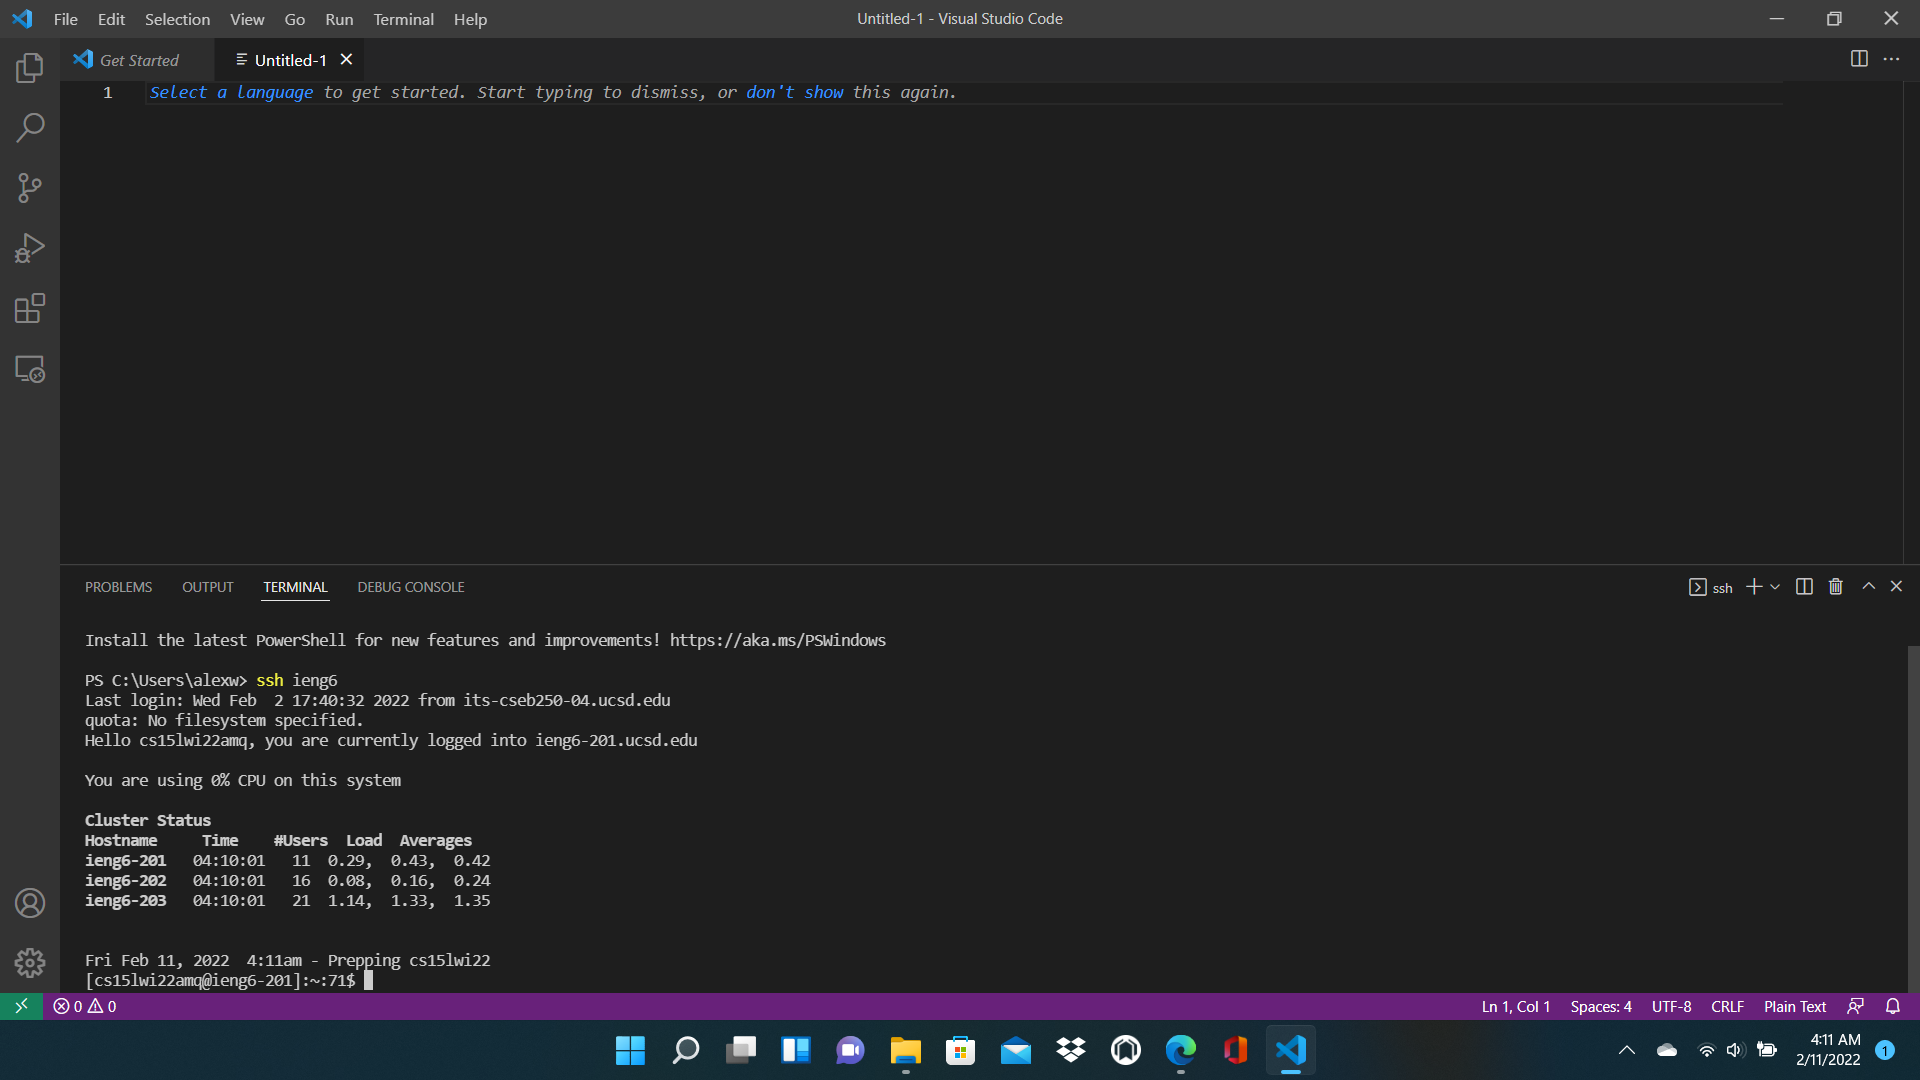 File Edit Selection View Go Run Terminal Help
Untitled-1 - Visual Studio Code
Get Started
Untitled-1
1 Select a language to get started. Start typing to dismiss, or don't show this again.
PROBLEMS OUTPUT TERMINAL DEBUG CONSOLE
ssh
Install the latest PowerShell for new features and improvements! https://aka.ms/PSWindows
PS C:\Users\alexw> ssh ieng6
Last login: Wed Feb  2 17:40:32 2022 from its-cseb250-04.ucsd.edu
quota: No filesystem specified.
Hello cs15lwi22amq, you are currently logged into ieng6-201.ucsd.edu
You are using 0% CPU on this system
Cluster Status
Hostname     Time    #Users  Load  Averages
ieng6-201   04:10:01   11  0.29,  0.43,  0.42
ieng6-202   04:10:01   16  0.08,  0.16,  0.24
ieng6-203   04:10:01   21  1.14,  1.33,  1.35
Fri Feb 11, 2022  4:11am - Prepping cs15lwi22
[cs15lwi22amq@ieng6-201]:~:71$
0 0
Ln 1, Col 1 Spaces: 4 UTF-8 CRLF Plain Text
4:11 AM
2/11/2022
1